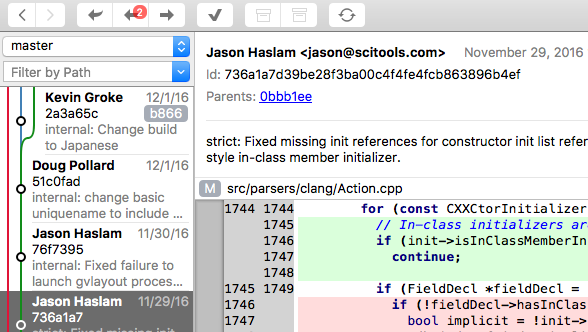 2
master
Filter by Path
Kevin Groke 12/1/16
2a3a65c b866
internal: Change build
to Japanese
Doug Pollard 12/1/16
51c0fad
internal: change basic
uniquename to include ...
Jason Haslam 11/30/16
76f7395
internal: Fixed failure to
launch gvlayout proces...
Jason Haslam 11/29/16
736a1a7
strict: Fixed missing init
Jason Haslam <jason@scitools.com> November 29, 2016
Id: 736a1a7d39be28f3ba00c4f4fe4fcb863896b4ef
Parents: 0bbb1ee
strict: Fixed missing init references for constructor init list refer
style in-class member initializer.
M src/parsers/clang/Action.cpp
1744 1744 for (const CXXCtorInitializer
1745 // In-class initializers ar
1746 if (init->isInClassMemberIn
1747 continue;
1748
1745 1749 if (FieldDecl *fieldDecl =
1746 if (!fieldDecl->hasInClas
1747 bool implicit = !init->